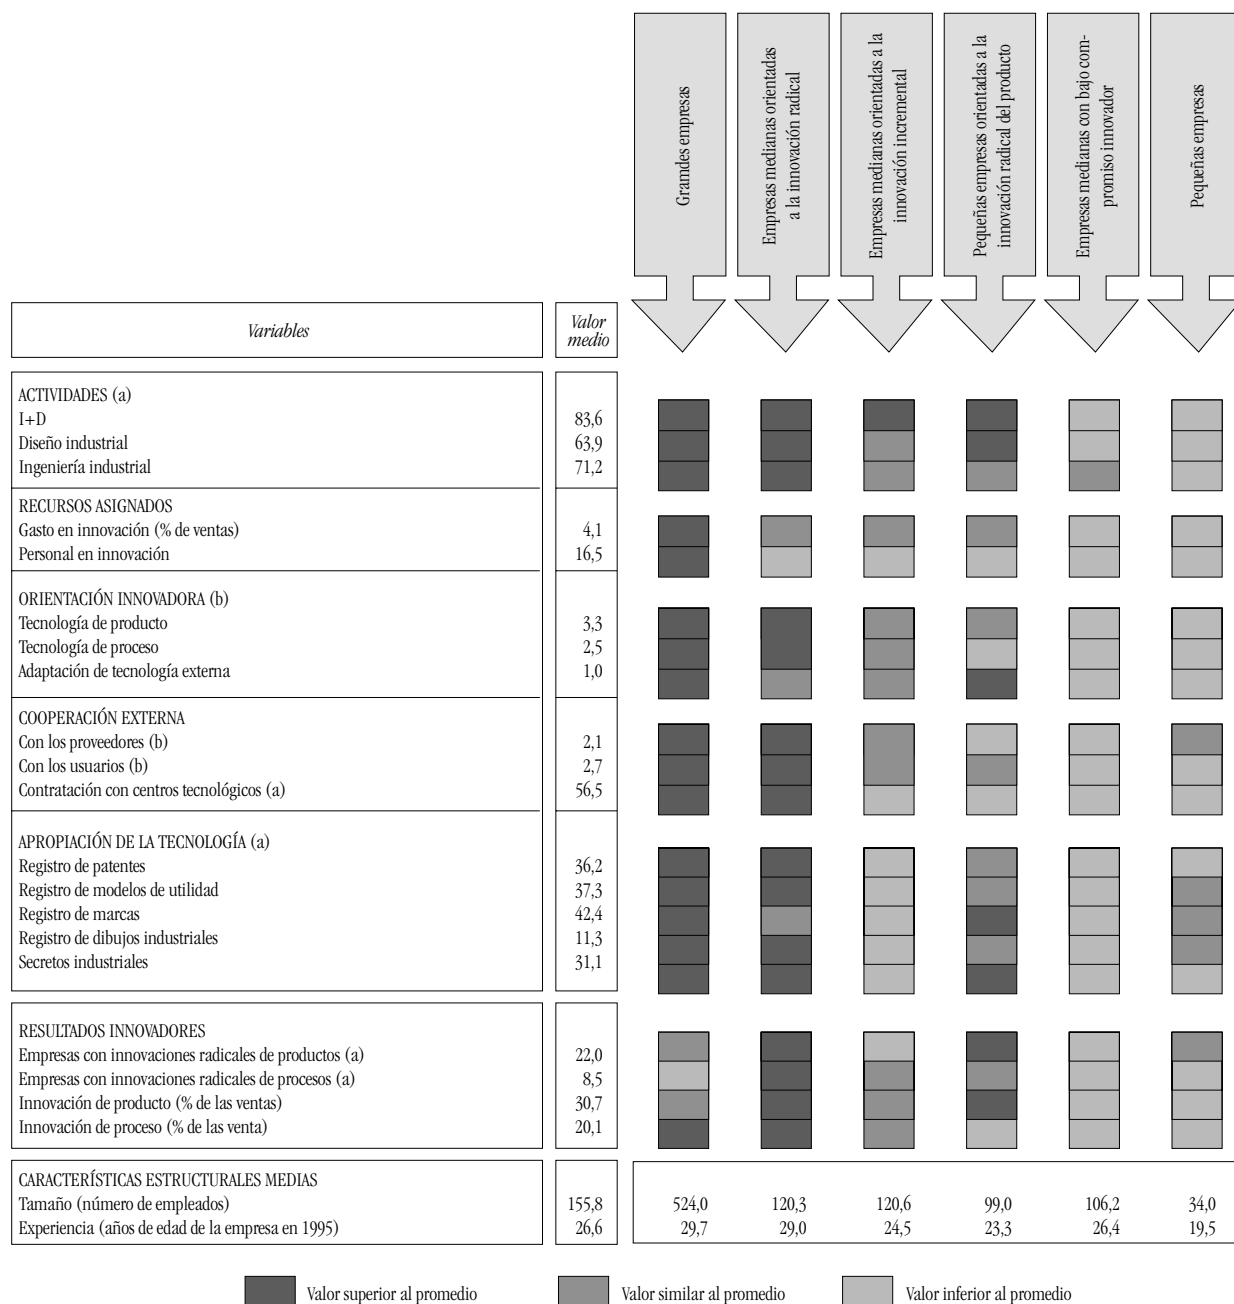 Gramdes empresas
Empresas medianas orientadas
a la innovación radical
Empresas medianas orientadas a la
innovación incremental
Pequeñas empresas orientadas a la
innovación radical del producto
Empresas medianas con bajo com-
promiso innovador
Pequeñas empresas
Variables
Valor
medio
ACTIVIDADES (a)
I+D 83,6
Diseño industrial 63,9
Ingeniería industrial 71,2
RECURSOS ASIGNADOS
Gasto en innovación (% de ventas) 4,1
Personal en innovación 16,5
ORIENTACIÓN INNOVADORA (b)
Tecnología de producto 3,3
Tecnología de proceso 2,5
Adaptación de tecnología externa 1,0
COOPERACIÓN EXTERNA
Con los proveedores (b) 2,1
Con los usuarios (b) 2,7
Contratación con centros tecnológicos (a) 56,5
APROPIACIÓN DE LA TECNOLOGÍA (a)
Registro de patentes 36,2
Registro de modelos de utilidad 37,3
Registro de marcas 42,4
Registro de dibujos industriales 11,3
Secretos industriales 31,1
RESULTADOS INNOVADORES
Empresas con innovaciones radicales de productos (a) 22,0
Empresas con innovaciones radicales de procesos (a) 8,5
Innovación de producto (% de las ventas) 30,7
Innovación de proceso (% de las venta) 20,1
CARACTERÍSTICAS ESTRUCTURALES MEDIAS
Tamaño (número de empleados) 155,8 524,0 120,3 120,6 99,0 106,2 34,0
Experiencia (años de edad de la empresa en 1995) 26,6 29,7 29,0 24,5 23,3 26,4 19,5
Valor superior al promedio Valor similar al promedio Valor inferior al promedio